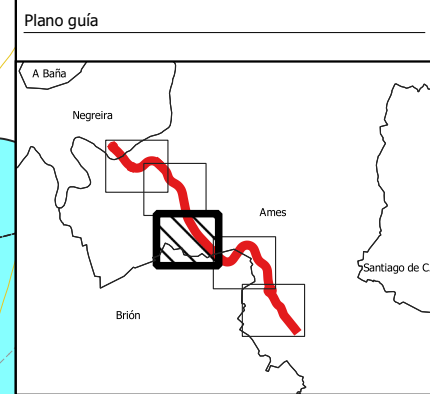 Plano guía
A Baña
Negreira
Ames
Santiago de C
Brión